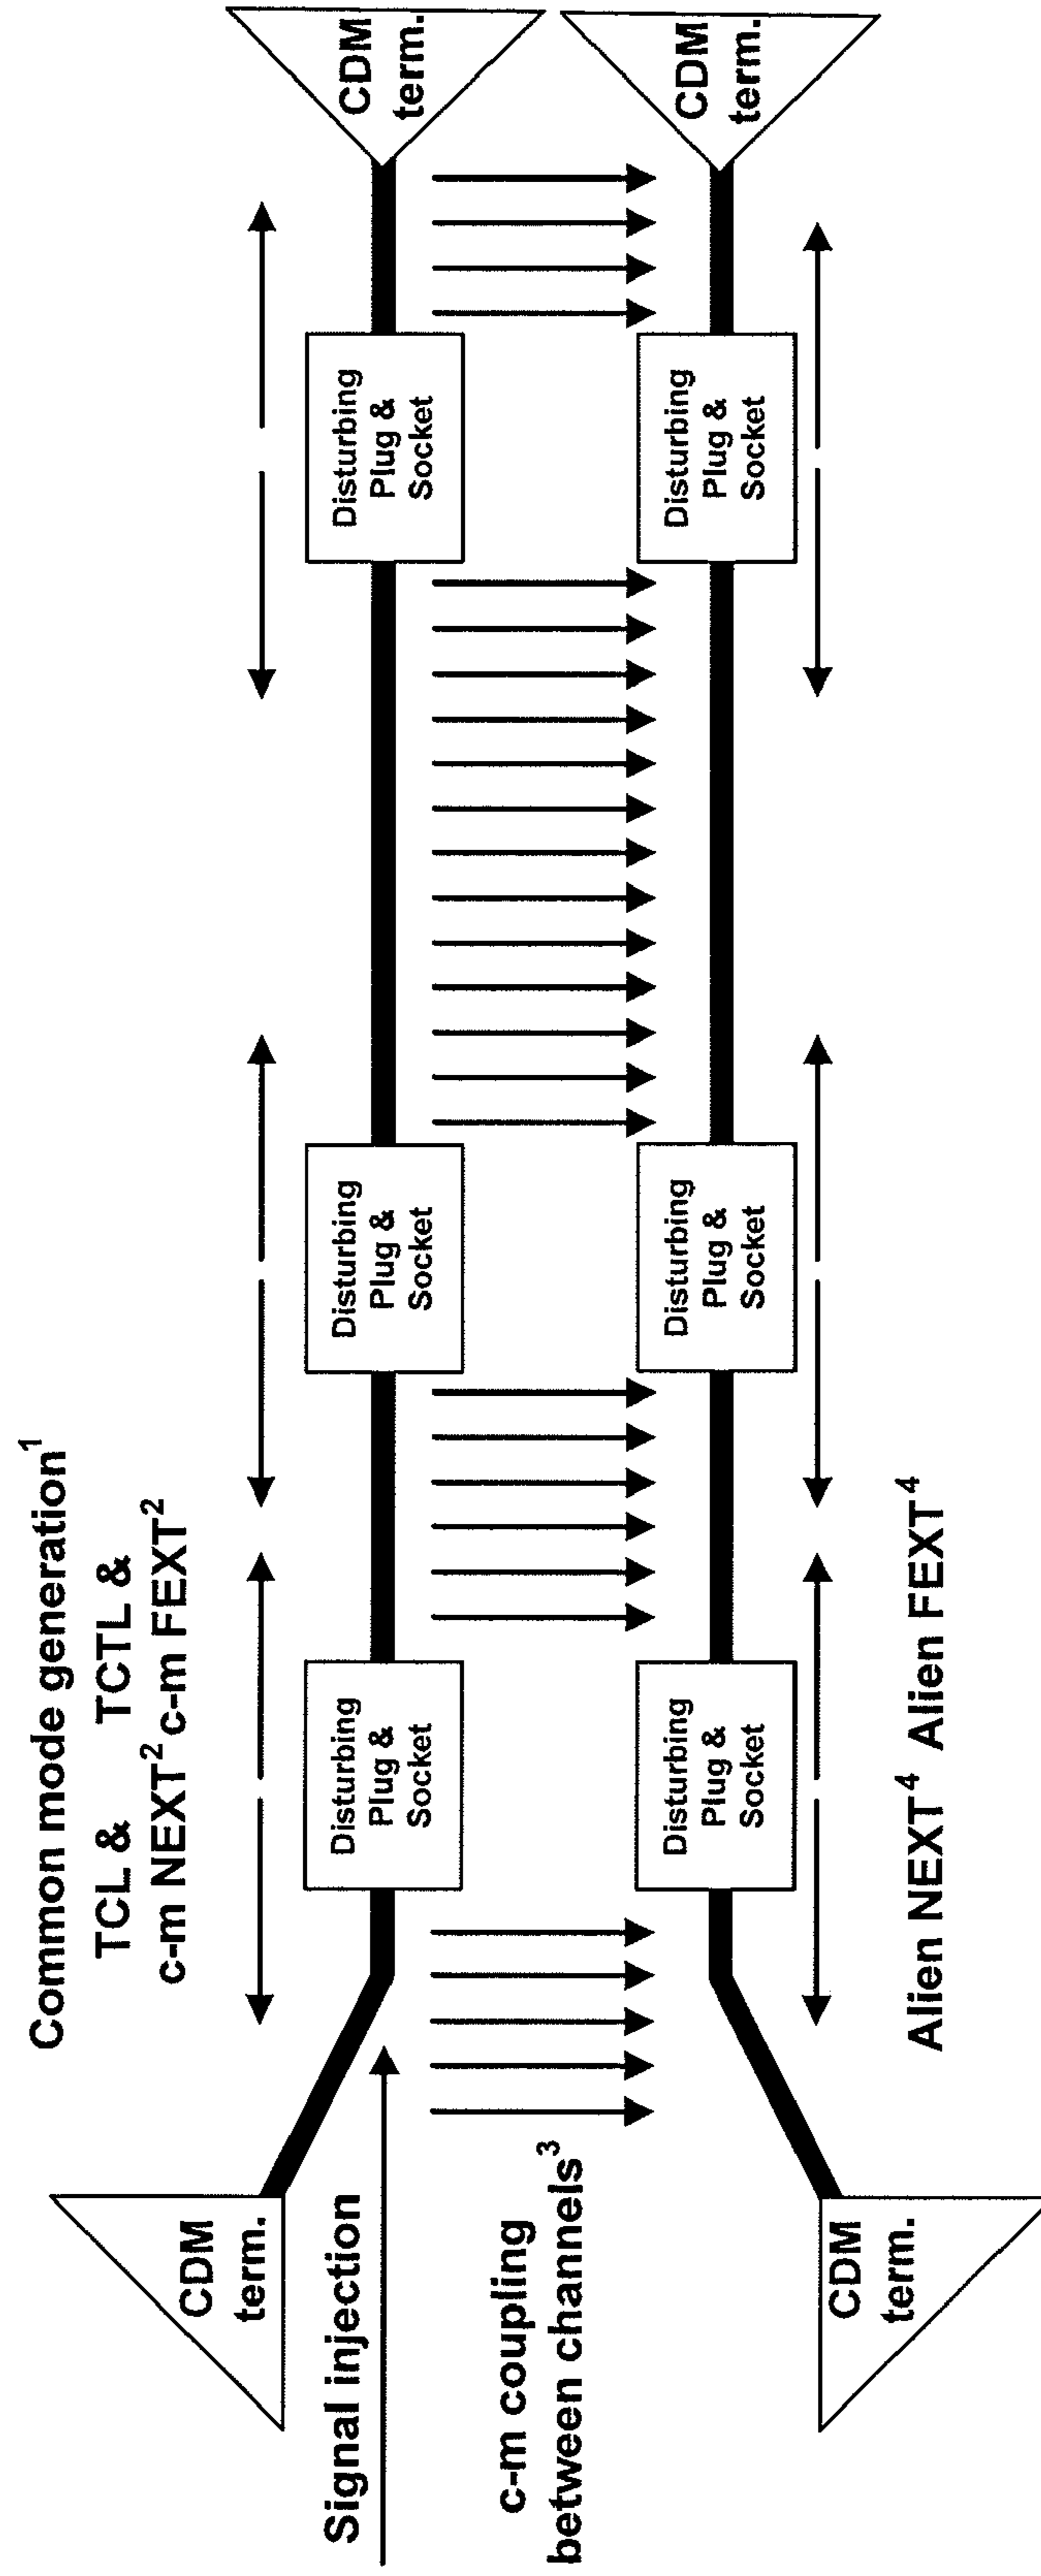 Common mode generation¹
TCL & TCTL &
c-m NEXT² c-m FEXT²
CDM
term.
CDM
term.
Signal injection
Disturbing
Plug &
Socket
Disturbing
Plug &
Socket
Disturbing
Plug &
Socket
c-m coupling
between channels³
Disturbing
Plug &
Socket
Disturbing
Plug &
Socket
Disturbing
Plug &
Socket
CDM
term.
CDM
term.
Alien NEXT⁴ Alien FEXT⁴